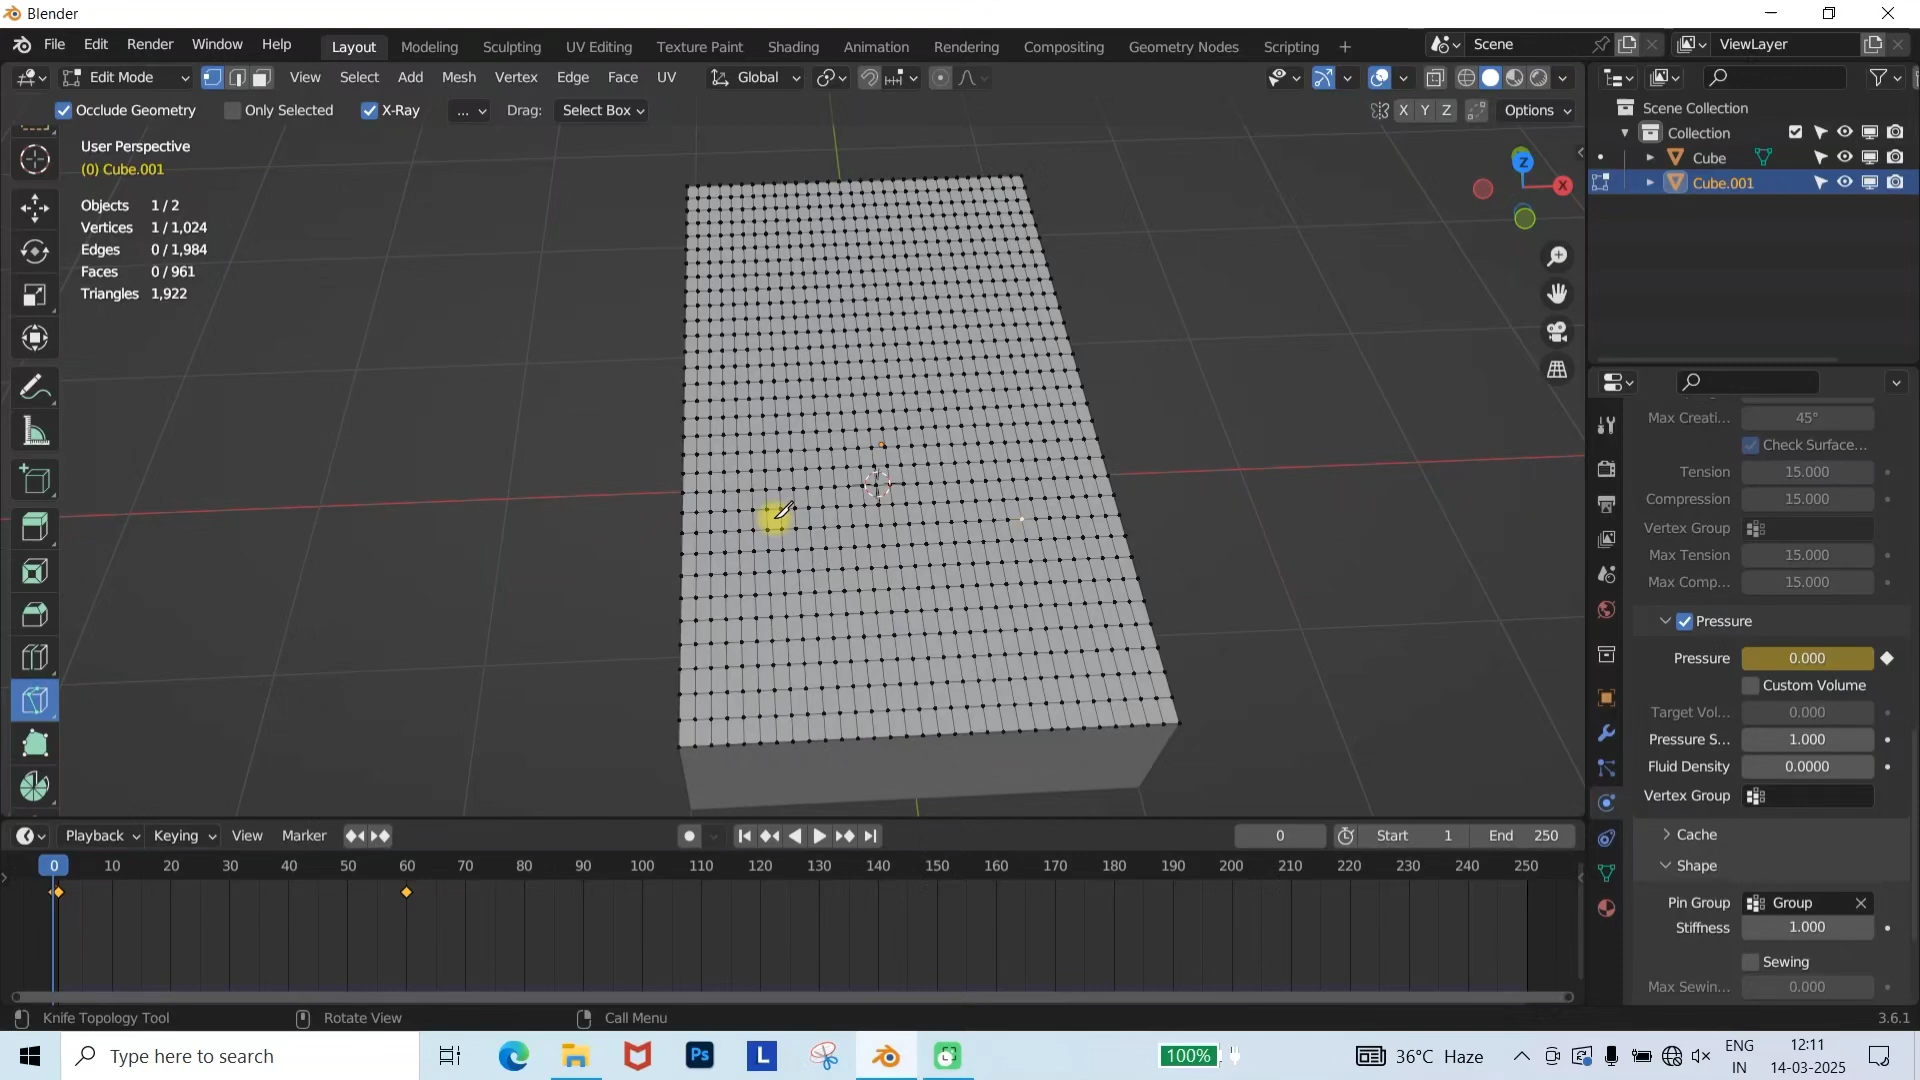 Blender
File Edit Render Window Help Layout Modeling Sculpting UV Editing Texture Paint Shading Animation Rendering Compositing Geometry Nodes Scripting + Scene ViewLayer
Edit Mode View Select Add Mesh Vertex Edge Face UV Global
Occlude Geometry Only Selected X-Ray ... Drag: Select Box X Y Z Options
User Perspective
(0) Cube.001
Objects 1 / 2
Vertices 1 / 1,024
Edges 0 / 1,984
Faces 0 / 961
Triangles 1,922
Z
X
Scene Collection
Collection
Cube
Cube.001
Max Creati... 45°
Check Surface...
Tension 15.000
Compression 15.000
Vertex Group
Max Tension 15.000
Max Comp... 15.000
Pressure
Pressure 0.000
Custom Volume
Target Vol... 0.000
Pressure S... 1.000
Fluid Density 0.0000
Vertex Group
Cache
Shape
Pin Group Group
Stiffness 1.000
Sewing
Max Sewin... 0.000
Playback Keying View Marker 0 Start 1 End 250
0 10 20 30 40 50 60 70 80 90 100 110 120 130 140 150 160 170 180 190 200 210 220 230 240 250
Knife Topology Tool Rotate View Call Menu 3.6.1
Type here to search Ps L 100% 36°C Haze ENG IN 12:11 14-03-2025